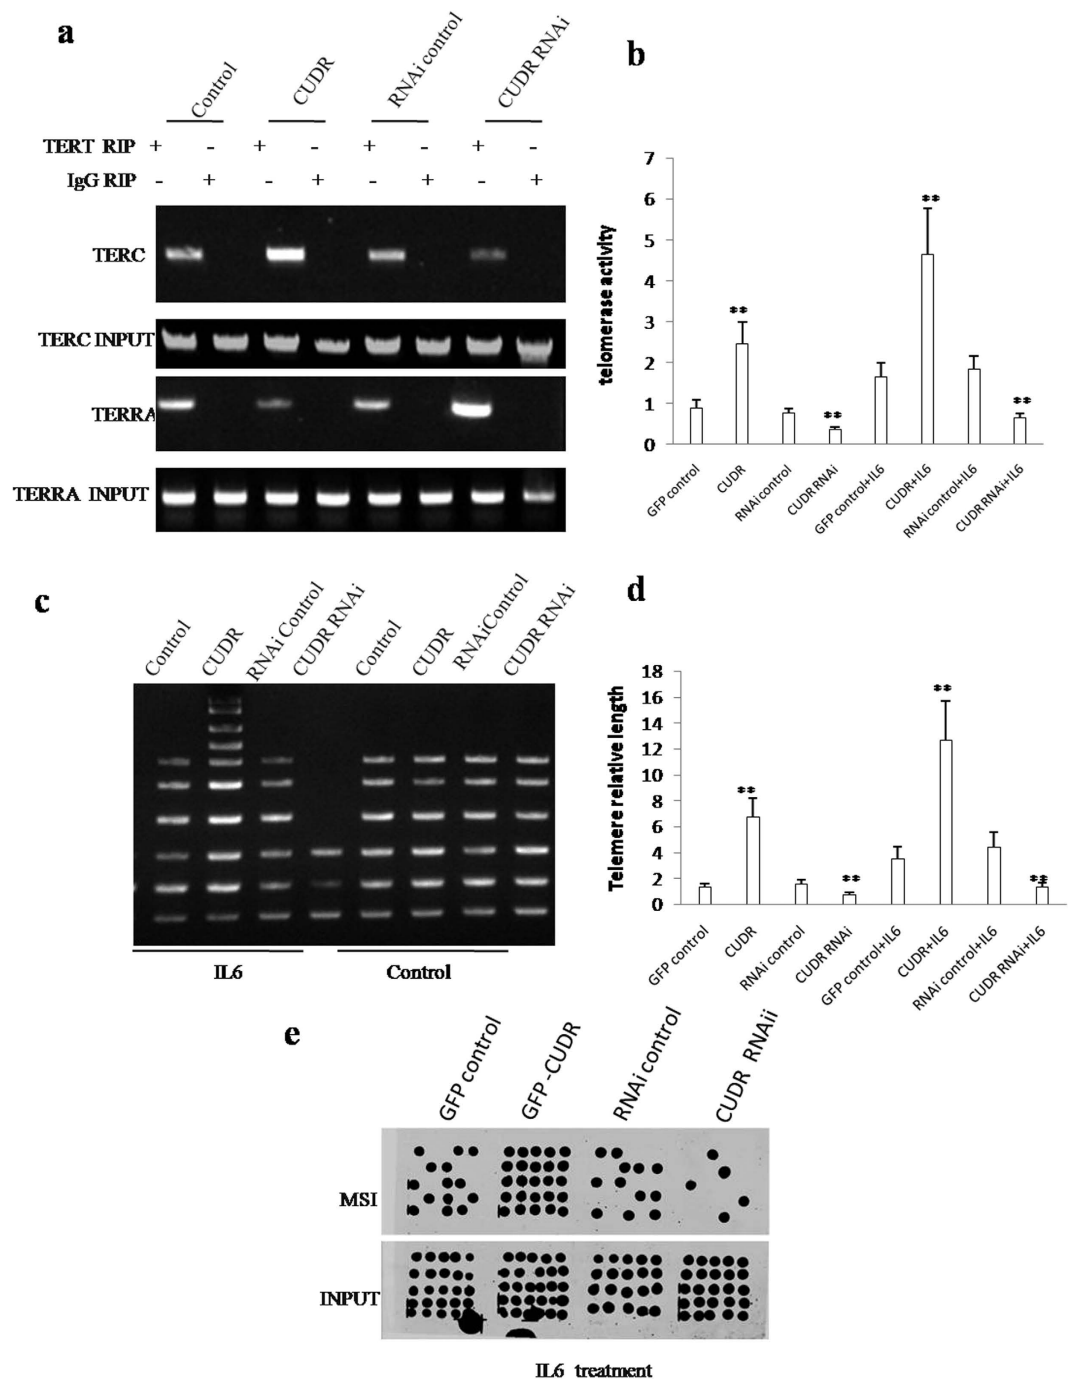 a
Control CUDR RNAi control CUDR RNAi
TERT RIP + - + - + - + -
IgG RIP - + - + - + - +
TERC
TERC INPUT
TERRA
TERRA INPUT
b
telomerase activity
7
6
5
4
3
2
1
0
** ** ** **
GFP control CUDR RNAi control CUDR RNAi GFP control+IL6 CUDR+IL6 RNAi control+IL6 CUDR RNAi+IL6
c
Control CUDR RNAi Control CUDR RNAi Control CUDR RNAiControl CUDR RNAi
IL6 Control
d
Telemere relative length
18
16
14
12
10
8
6
4
2
0
** ** ** **
GFP control CUDR RNAi control CUDR RNAi GFP control+IL6 CUDR+IL6 RNAi control+IL6 CUDR RNAi+IL6
e
GFP control GFP -CUDR RNAi control CUDR RNAii
MSI
INPUT
IL6 treatment